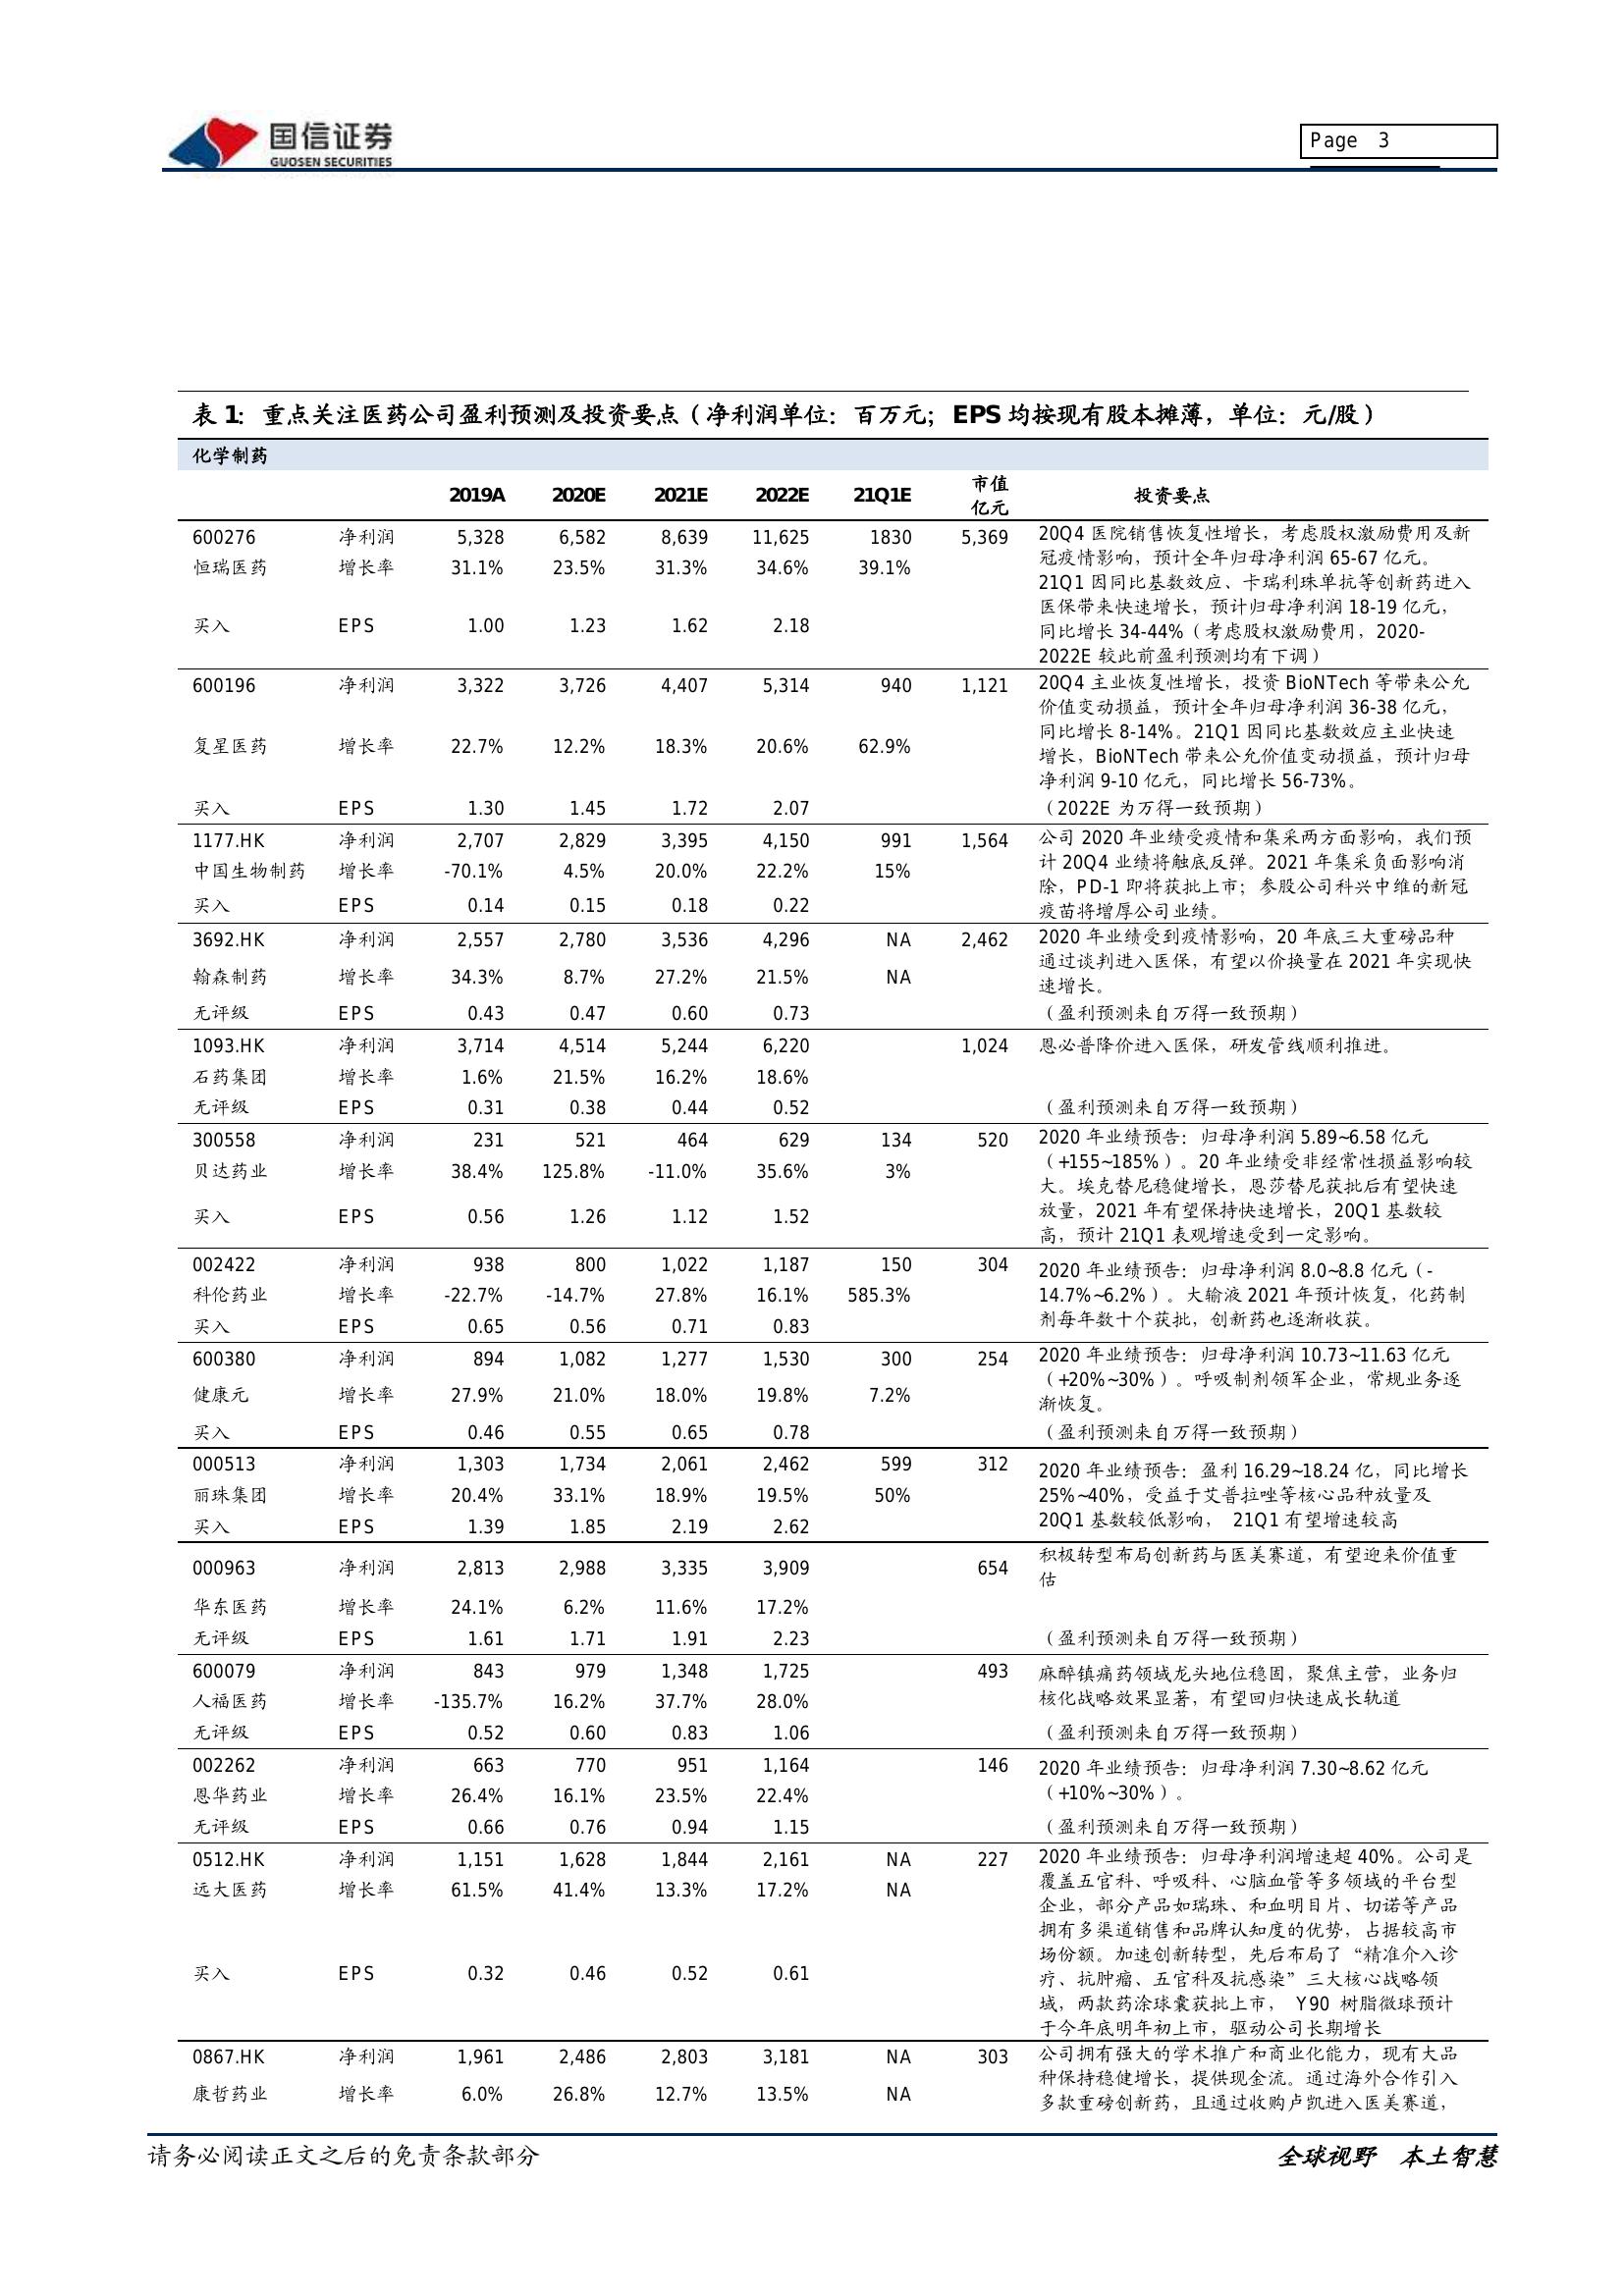 国信证券
GUOSEN SECURITIES
Page 3
表 1: 重点关注医药公司盈利预测及投资要点（净利润单位：百万元；EPS 均按现有股本摊薄，单位：元/股）
化学制药
2019A 2020E 2021E 2022E 21Q1E 市值亿元 投资要点
600276 净利润 5,328 6,582 8,639 11,625 1830 5,369
恒瑞医药 增长率 31.1% 23.5% 31.3% 34.6% 39.1%
买入 EPS 1.00 1.23 1.62 2.18
20Q4 医院销售恢复性增长，考虑股权激励费用及新
冠疫情影响，预计全年归母净利润 65-67 亿元。
21Q1 因同比基数效应、卡瑞利珠单抗等创新药进入
医保带来快速增长，预计归母净利润 18-19 亿元，
同比增长 34-44%（考虑股权激励费用，2020-
2022E 较此前盈利预测均有下调）
600196 净利润 3,322 3,726 4,407 5,314 940 1,121
复星医药 增长率 22.7% 12.2% 18.3% 20.6% 62.9%
买入 EPS 1.30 1.45 1.72 2.07
20Q4 主业恢复性增长，投资 BioNTech 等带来公允
价值变动损益，预计全年归母净利润 36-38 亿元，
同比增长 8-14%。21Q1 因同比基数效应主业快速
增长，BioNTech 带来公允价值变动损益，预计归母
净利润 9-10 亿元，同比增长 56-73%。
（2022E 为万得一致预期）
1177.HK 净利润 2,707 2,829 3,395 4,150 991 1,564
中国生物制药 增长率 -70.1% 4.5% 20.0% 22.2% 15%
买入 EPS 0.14 0.15 0.18 0.22
公司 2020 年业绩受疫情和集采两方面影响，我们预
计 20Q4 业绩将触底反弹。2021 年集采负面影响消
除，PD-1 即将获批上市；参股公司科兴中维的新冠
疫苗将增厚公司业绩。
3692.HK 净利润 2,557 2,780 3,536 4,296 NA 2,462
翰森制药 增长率 34.3% 8.7% 27.2% 21.5% NA
无评级 EPS 0.43 0.47 0.60 0.73
2020 年业绩受到疫情影响，20 年底三大重磅品种
通过谈判进入医保，有望以价换量在 2021 年实现快
速增长。
（盈利预测来自万得一致预期）
1093.HK 净利润 3,714 4,514 5,244 6,220 1,024
石药集团 增长率 1.6% 21.5% 16.2% 18.6%
无评级 EPS 0.31 0.38 0.44 0.52
恩必普降价进入医保，研发管线顺利推进。
（盈利预测来自万得一致预期）
300558 净利润 231 521 464 629 134 520
贝达药业 增长率 38.4% 125.8% -11.0% 35.6% 3%
买入 EPS 0.56 1.26 1.12 1.52
2020 年业绩预告：归母净利润 5.89~6.58 亿元
（+155~185%）。20 年业绩受非经常性损益影响较
大。埃克替尼稳健增长，恩莎替尼获批后有望快速
放量，2021 年有望保持快速增长，20Q1 基数较
高，预计 21Q1 表观增速受到一定影响。
002422 净利润 938 800 1,022 1,187 150 304
科伦药业 增长率 -22.7% -14.7% 27.8% 16.1% 585.3%
买入 EPS 0.65 0.56 0.71 0.83
2020 年业绩预告：归母净利润 8.0~8.8 亿元（-
14.7%~6.2%）。大输液 2021 年预计恢复，化药制
剂每年数十个获批，创新药也逐渐收获。
600380 净利润 894 1,082 1,277 1,530 300 254
健康元 增长率 27.9% 21.0% 18.0% 19.8% 7.2%
买入 EPS 0.46 0.55 0.65 0.78
2020 年业绩预告：归母净利润 10.73~11.63 亿元
（+20%~30%）。呼吸制剂领军企业，常规业务逐
渐恢复。
（盈利预测来自万得一致预期）
000513 净利润 1,303 1,734 2,061 2,462 599 312
丽珠集团 增长率 20.4% 33.1% 18.9% 19.5% 50%
买入 EPS 1.39 1.85 2.19 2.62
2020 年业绩预告：盈利 16.29~18.24 亿，同比增长
25%~40%，受益于艾普拉唑等核心品种放量及
20Q1 基数较低影响， 21Q1 有望增速较高
000963 净利润 2,813 2,988 3,335 3,909 654
华东医药 增长率 24.1% 6.2% 11.6% 17.2%
无评级 EPS 1.61 1.71 1.91 2.23
积极转型布局创新药与医美赛道，有望迎来价值重
估
（盈利预测来自万得一致预期）
600079 净利润 843 979 1,348 1,725 493
人福医药 增长率 -135.7% 16.2% 37.7% 28.0%
无评级 EPS 0.52 0.60 0.83 1.06
麻醉镇痛药领域龙头地位稳固，聚焦主营，业务归
核化战略效果显著，有望回归快速成长轨道
（盈利预测来自万得一致预期）
002262 净利润 663 770 951 1,164 146
恩华药业 增长率 26.4% 16.1% 23.5% 22.4%
无评级 EPS 0.66 0.76 0.94 1.15
2020 年业绩预告：归母净利润 7.30~8.62 亿元
（+10%~30%）。
（盈利预测来自万得一致预期）
0512.HK 净利润 1,151 1,628 1,844 2,161 NA 227
远大医药 增长率 61.5% 41.4% 13.3% 17.2% NA
买入 EPS 0.32 0.46 0.52 0.61
2020 年业绩预告：归母净利润增速超 40%。公司是
覆盖五官科、呼吸科、心脑血管等多领域的平台型
企业，部分产品如瑞珠、和血明目片、切诺等产品
拥有多渠道销售和品牌认知度的优势，占据较高市
场份额。加速创新转型，先后布局了“精准介入诊
疗、抗肿瘤、五官科及抗感染”三大核心战略领
域，两款药涂球囊获批上市， Y90 树脂微球预计
于今年底明年初上市，驱动公司长期增长
0867.HK 净利润 1,961 2,486 2,803 3,181 NA 303
康哲药业 增长率 6.0% 26.8% 12.7% 13.5% NA
公司拥有强大的学术推广和商业化能力，现有大品
种保持稳健增长，提供现金流。通过海外合作引入
多款重磅创新药，且通过收购卢凯进入医美赛道，
请务必阅读正文之后的免责条款部分
全球视野 本土智慧